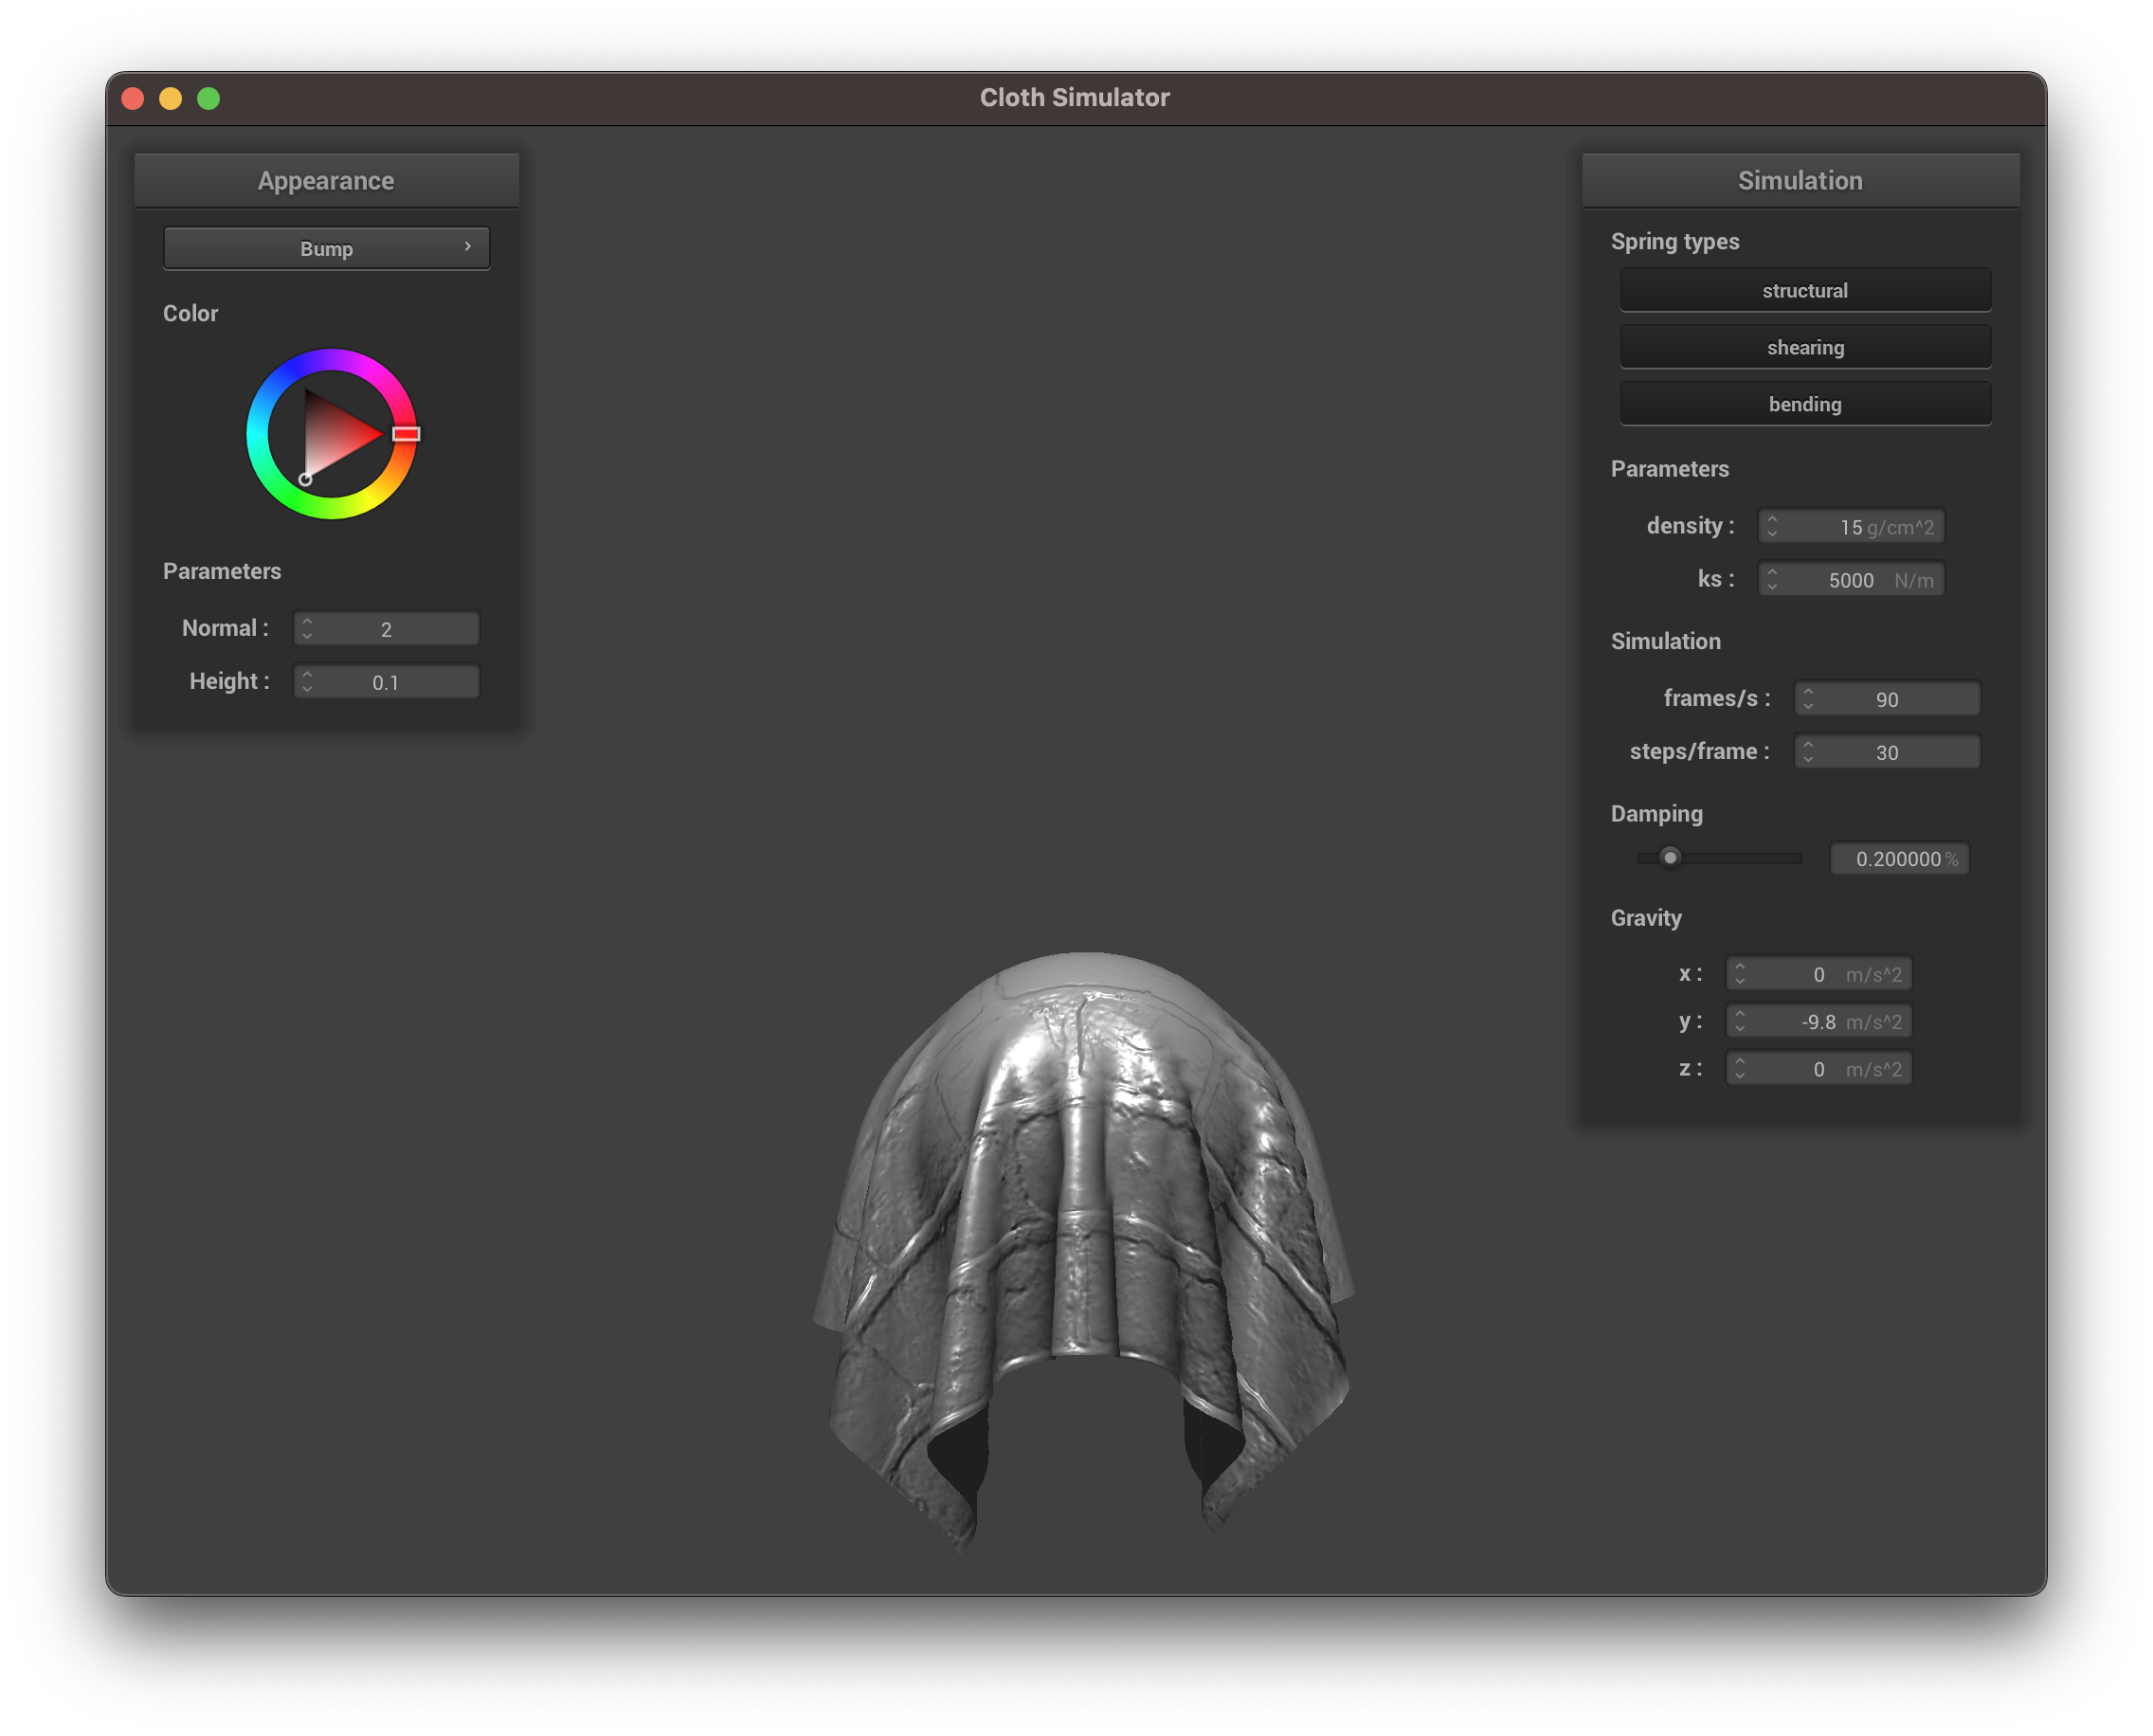 Cloth Simulator
Appearance
Bump
Color
Parameters
Normal : 2
Height : 0.1
Simulation
Spring types
structural
shearing
bending
Parameters
density : 15 g/cm^2
ks : 5000 N/m
Simulation
frames/s : 90
steps/frame : 30
Damping
0.200000 %
Gravity
x : 0 m/s^2
y : -9.8 m/s^2
z : 0 m/s^2